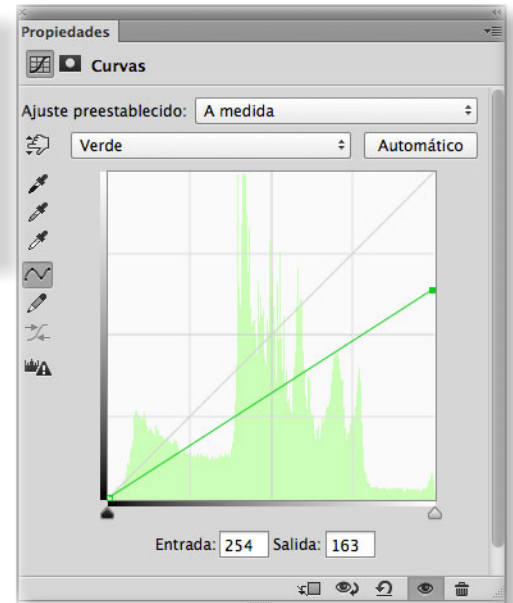 Propiedades
Curvas
Ajuste preestablecido: A medida
Verde Automático
Entrada: 254 Salida: 163